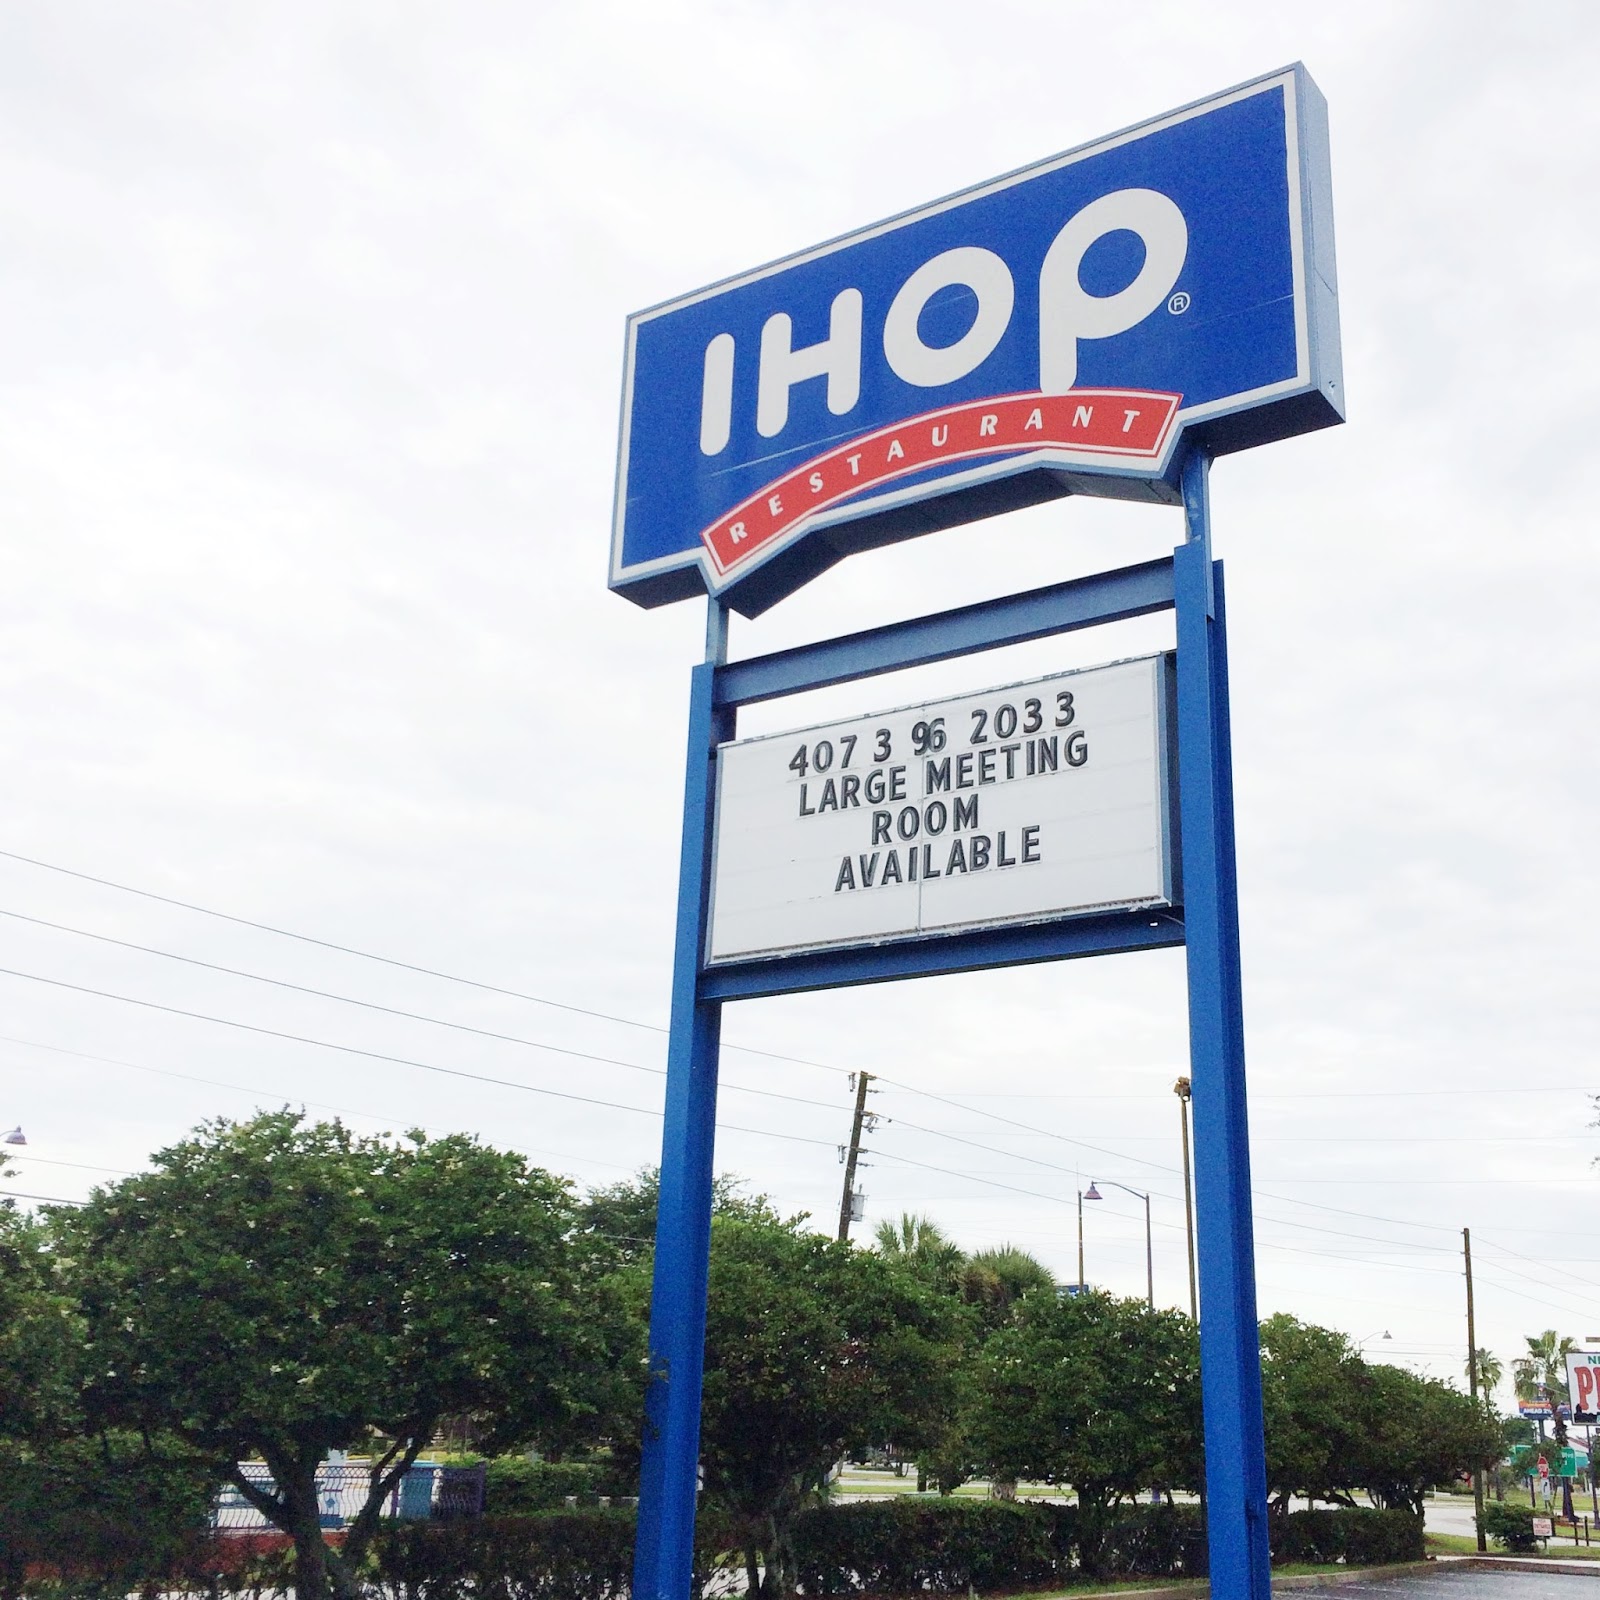 IHOP®
RESTAURANT
407 3 96 2033
LARGE MEETING
ROOM
AVAILABLE